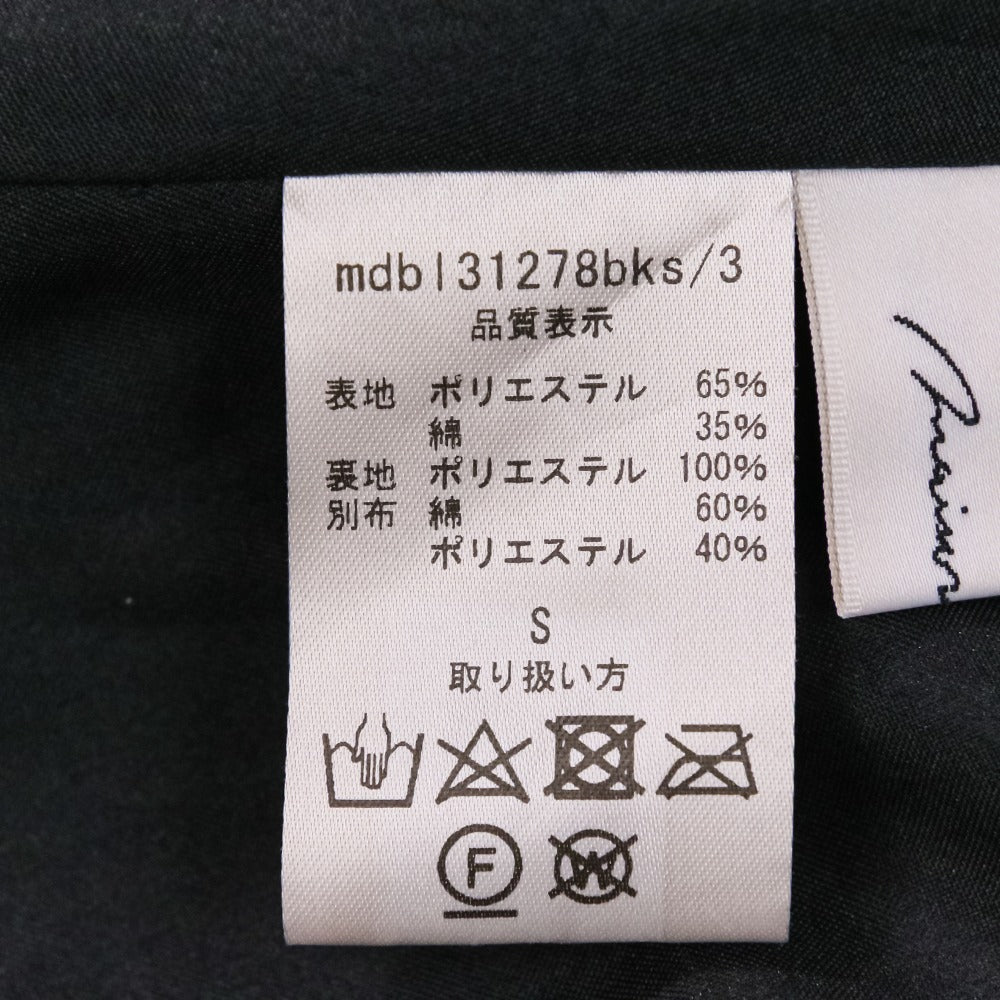 mdbl31278bks/3
品質表示
表地 ポリエステル 65%
綿 35%
裏地 ポリエステル 100%
別布 綿 60%
ポリエステル 40%
S
取り扱い方
F
W